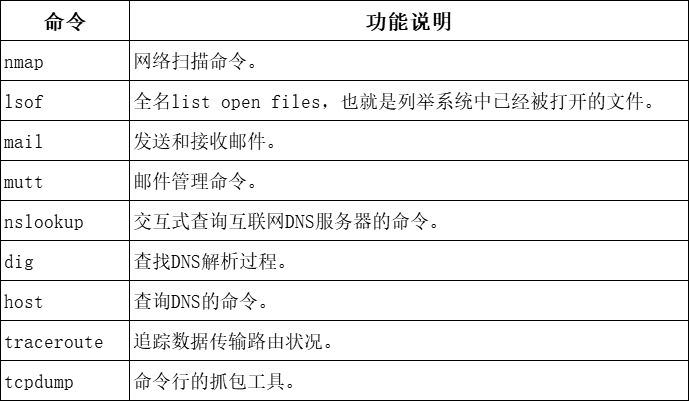 命令 功能说明
nmap 网络扫描命令。
lsof 全名list open files，也就是列举系统中已经被打开的文件。
mail 发送和接收邮件。
mutt 邮件管理命令。
nslookup 交互式查询互联网DNS服务器的命令。
dig 查找DNS解析过程。
host 查询DNS的命令。
traceroute 追踪数据传输路由状况。
tcpdump 命令行的抓包工具。